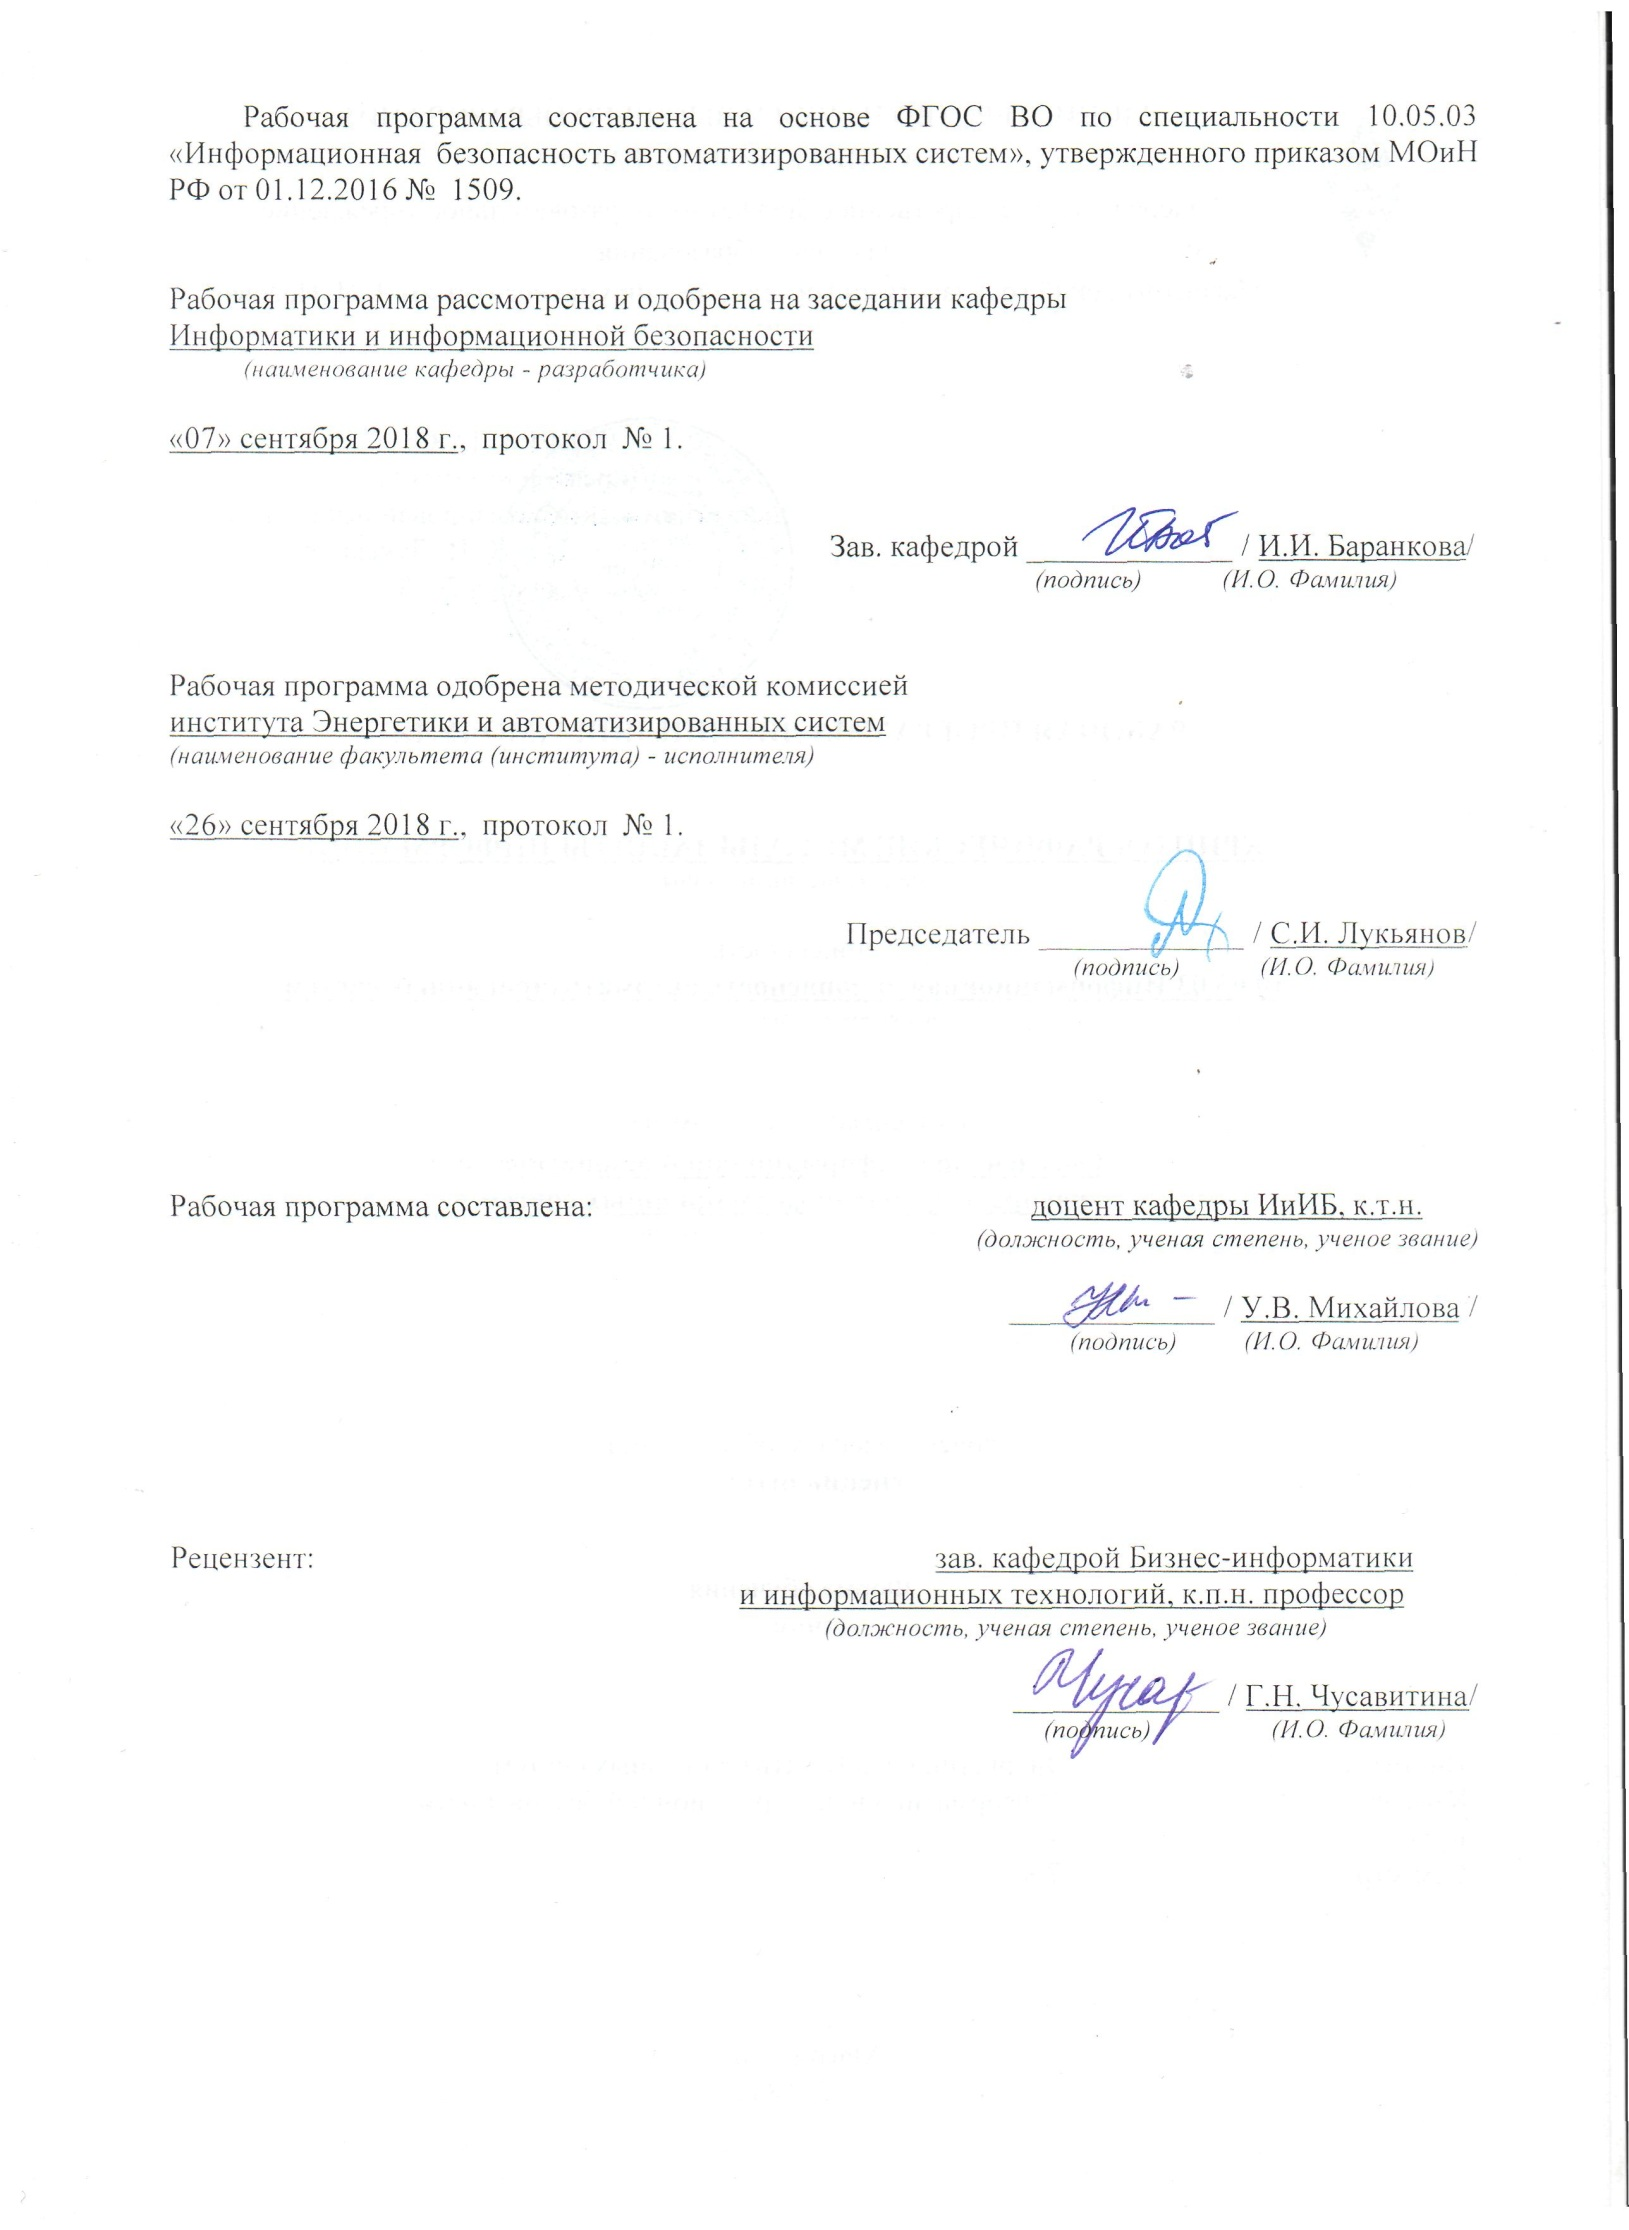 Рабочая программа составлена на основе ФГОС ВО по специальности 10.05.03
«Информационная безопасность автоматизированных систем», утвержденного приказом МОиН
РФ от 01.12.2016 № 1509.
Рабочая программа рассмотрена и одобрена на заседании кафедры
Информатики и информационной безопасности
(наименование кафедры - разработчика)
«07» сентября 2018 г., протокол № 1.
Зав. кафедрой ______________ / И.И. Баранкова/
(подпись) (И.О. Фамилия)
Рабочая программа одобрена методической комиссией
института Энергетики и автоматизированных систем
(наименование факультета (института) - исполнителя)
«26» сентября 2018 г., протокол № 1.
Председатель ______________ / С.И. Лукьянов/
(подпись) (И.О. Фамилия)
Рабочая программа составлена: доцент кафедры ИиИБ, к.т.н.
(должность, ученая степень, ученое звание)
______________ / У.В. Михайлова /
(подпись) (И.О. Фамилия)
Рецензент: зав. кафедрой Бизнес-информатики
и информационных технологий, к.п.н. профессор
(должность, ученая степень, ученое звание)
______________ / Г.Н. Чусавитина/
(подпись) (И.О. Фамилия)